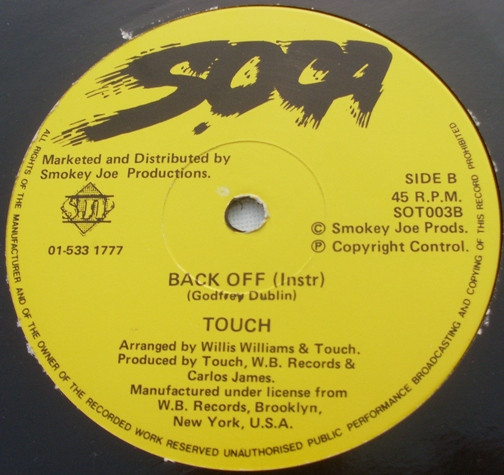 SOCA
Marketed and Distributed by
Smokey Joe Productions.
01-533 1777
SIDE B
45 R.P.M.
SOT003B
© Smokey Joe Prods.
Ⓟ Copyright Control.
BACK OFF (Instr)
(Godfrey Dublin)
TOUCH
Arranged by Willis Williams & Touch.
Produced by Touch, W.B. Records &
Carlos James.
Manufactured under license from
W.B. Records, Brooklyn,
New York, U.S.A.
ALL RIGHTS OF THE MANUFACTURER AND OF THE OWNER OF THE RECORDED WORK RESERVED UNAUTHORISED PUBLIC PERFORMANCE BROADCASTING AND COPYING OF THIS RECORD PROHIBITED